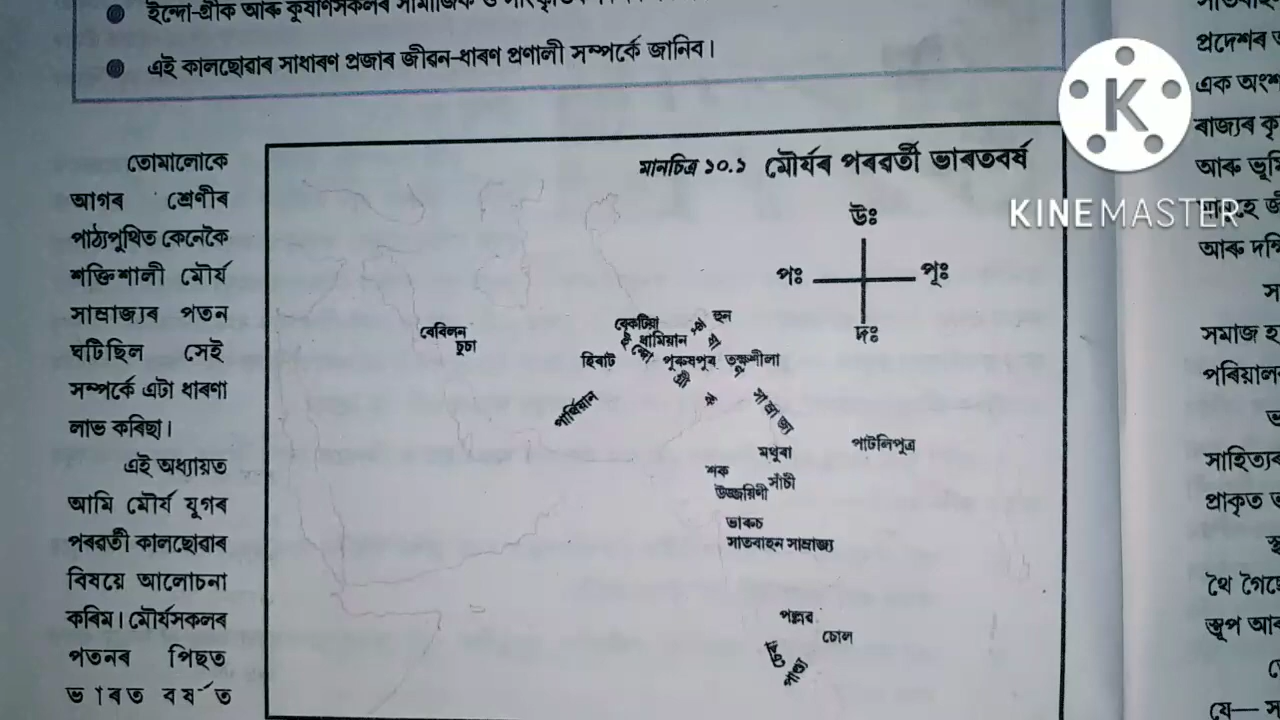 ইন্দো-গ্ৰীক আৰু কুষাণসকলৰ সামাজিক
এই কালছোৱাৰ সাধাৰণ প্ৰজাৰ জীৱন-ধাৰণ প্ৰণালী সম্পৰ্কে জানিব।
তোমালোকে
আগৰ শ্ৰেণীৰ
পাঠ্যপুথিত কেনেকৈ
শক্তিশালী মৌৰ্য
সাম্ৰাজ্যৰ পতন
ঘটিছিল সেই
সম্পৰ্কে এটা ধাৰণা
লাভ কৰিছা।
এই অধ্যায়ত
আমি মৌৰ্য যুগৰ
পৰৱৰ্তী কালছোৱাৰ
বিষয়ে আলোচনা
কৰিম। মৌৰ্যসকলৰ
পতনৰ পিছত
ভাৰত বৰ্ষত
মানচিত্ৰ ১০.১ মৌৰ্যৰ পৰৱৰ্তী ভাৰতবৰ্ষ
উঃ
পঃ পূঃ
দঃ
বেবিলন
চুচা
বেকট্ৰিয়া
হুন
বামিয়ান
হিৰাট
পুৰুষপুৰ তক্ষশীলা
পাৰ্থিয়ান
সাম্ৰাজ্য
মথুৰা
পাটলিপুত্ৰ
শক
সাঁচী
উজ্জয়িনী
ভাৰুচ
সাতবাহন সাম্ৰাজ্য
পল্লৱ
চোল
পাণ্ড্য
K
KINEMASTER
প্ৰদেশৰ
এক অংশ
ৰাজ্যৰ কৃ
আৰু ভূমি
আৰু দক্ষি
সমাজ হ
পৰিয়াল
সাহিত্যৰ
প্ৰাকৃত ভ
থৈ গৈছে
স্তূপ আৰ
যে— স